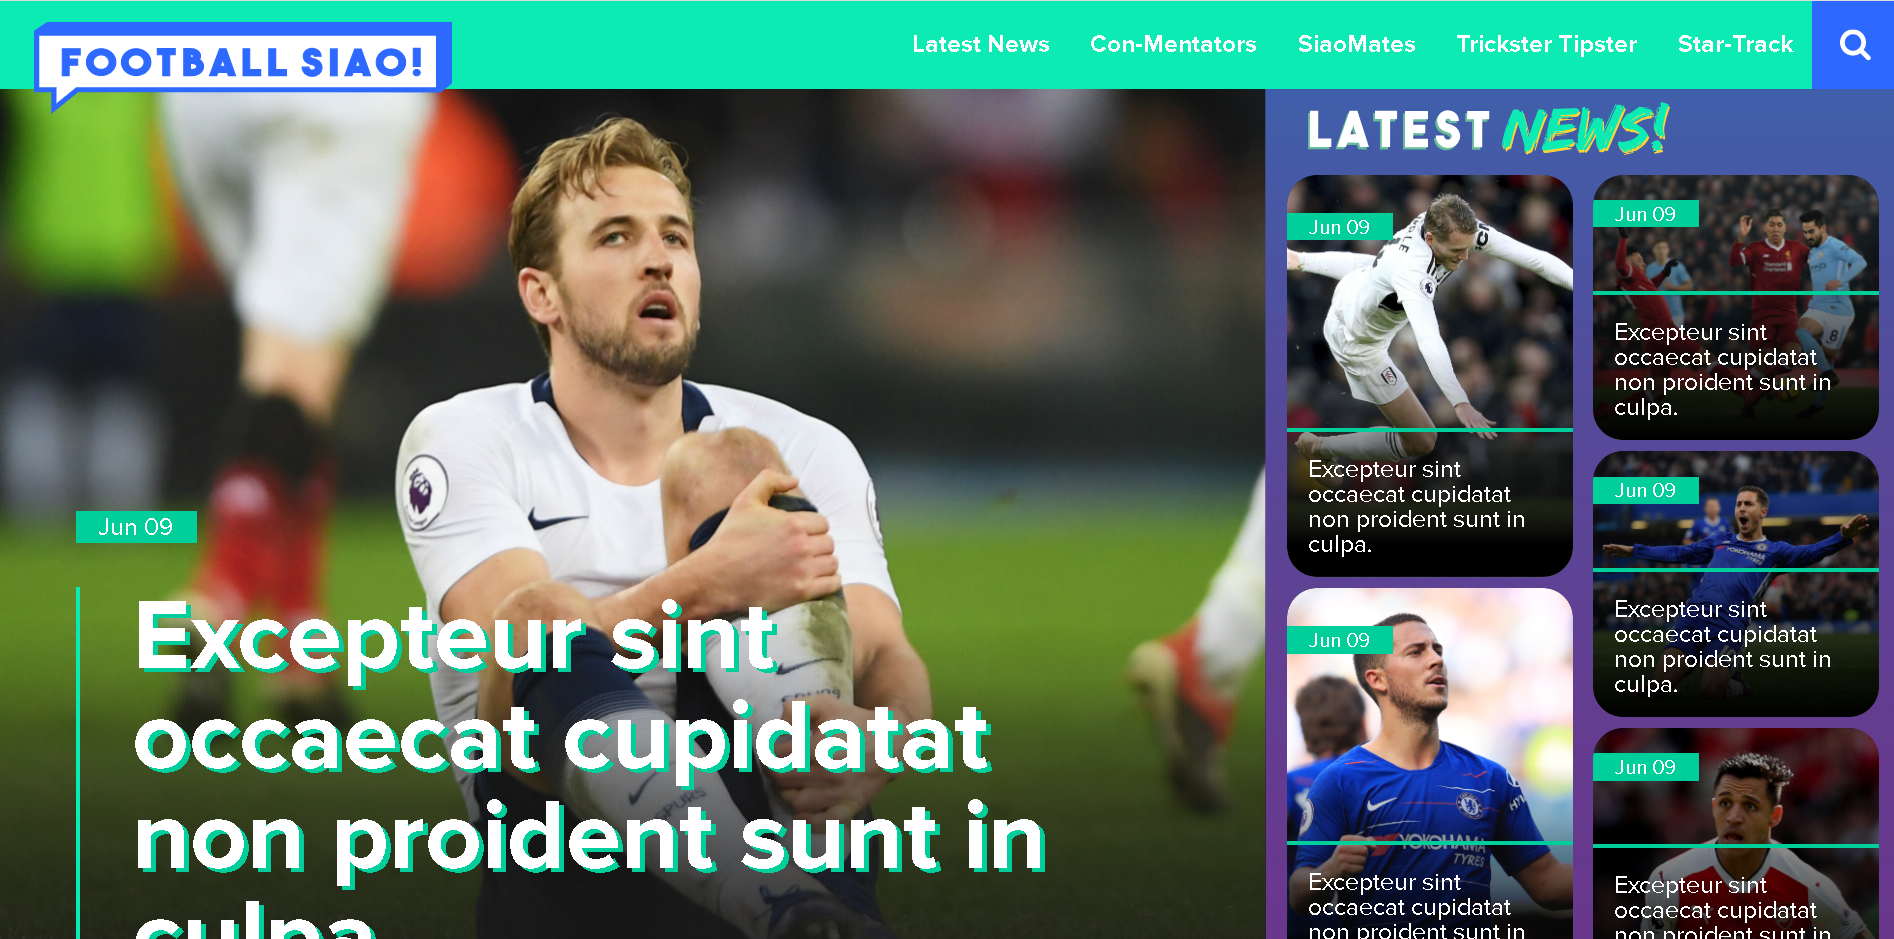 FOOTBALL SIAO!
Latest News Con-Mentators SiaoMates Trickster Tipster Star-Track
LATEST NEWS!
Jun 09
Excepteur sint
occaecat cupidatat
non proident sunt in
culpa
Jun 09
Excepteur sint
occaecat cupidatat
non proident sunt in
culpa.
Jun 09
Excepteur sint
occaecat cupidatat
non proident sunt in
culpa.
Jun 09
YOKOHAMA
TYRES
Excepteur sint
occaecat cupidatat
non proident sunt in
Jun 09
YOKOHAMA
TYRES
Excepteur sint
occaecat cupidatat
non proident sunt in
culpa.
Jun 09
Excepteur sint
occaecat cupidatat
non proident sunt in